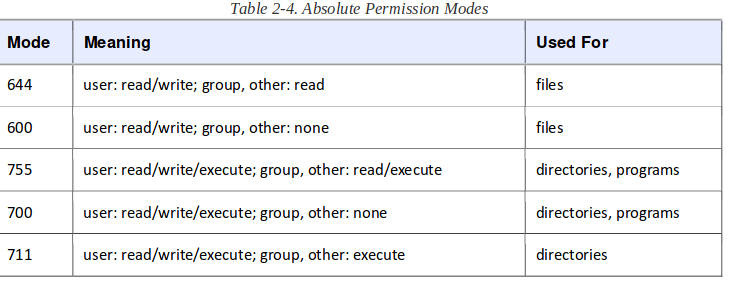 Table 2-4. Absolute Permission Modes
Mode Meaning Used For
644 user: read/write; group, other: read files
600 user: read/write; group, other: none files
755 user: read/write/execute; group, other: read/execute directories, programs
700 user: read/write/execute; group, other: none directories, programs
711 user: read/write/execute; group, other: execute directories